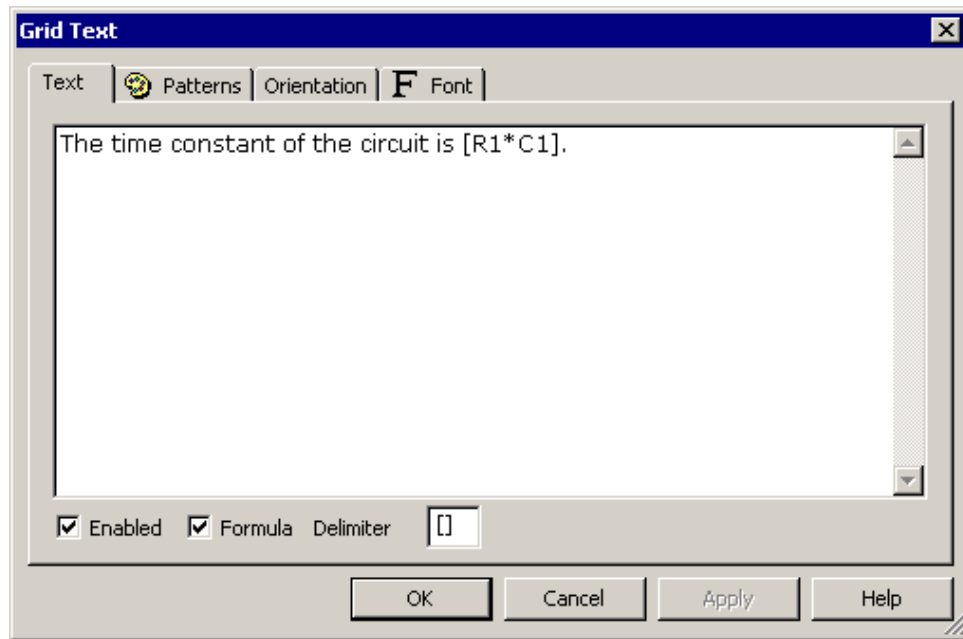 Grid Text
Text Patterns Orientation F Font
The time constant of the circuit is [R1*C1].
Enabled Formula Delimiter []
OK Cancel Apply Help